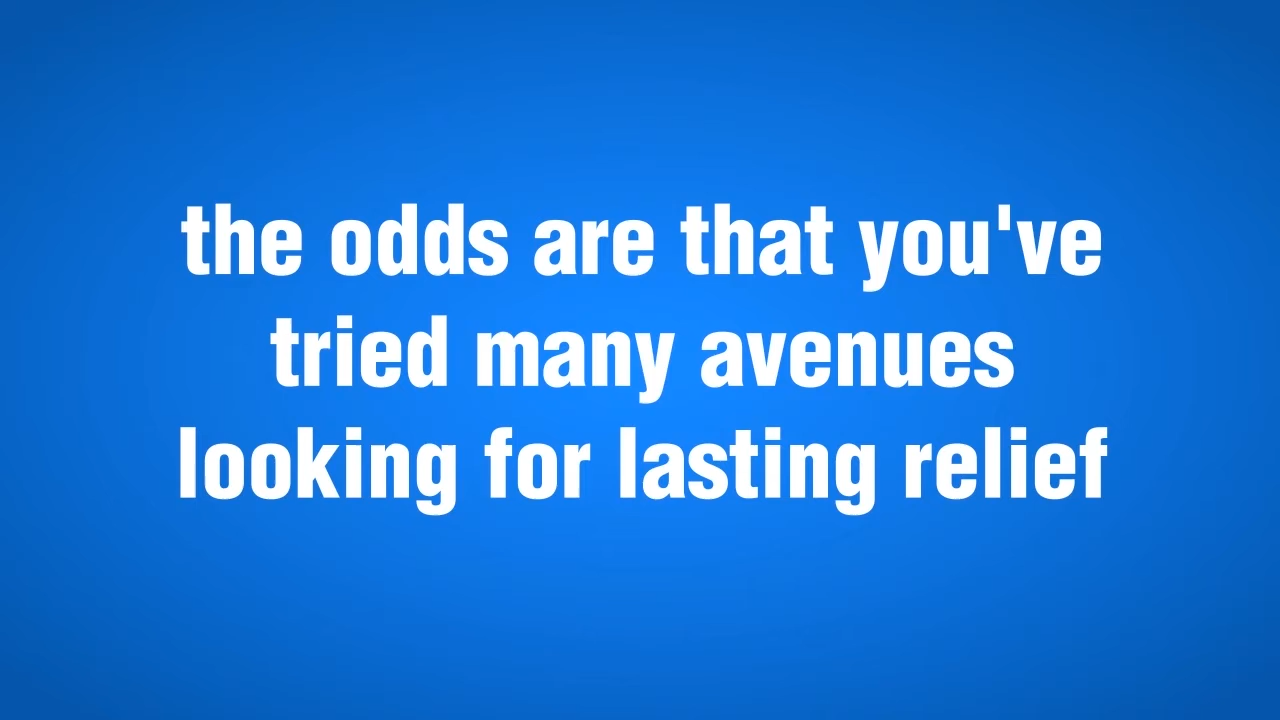 the odds are that you've
tried many avenues
looking for lasting relief